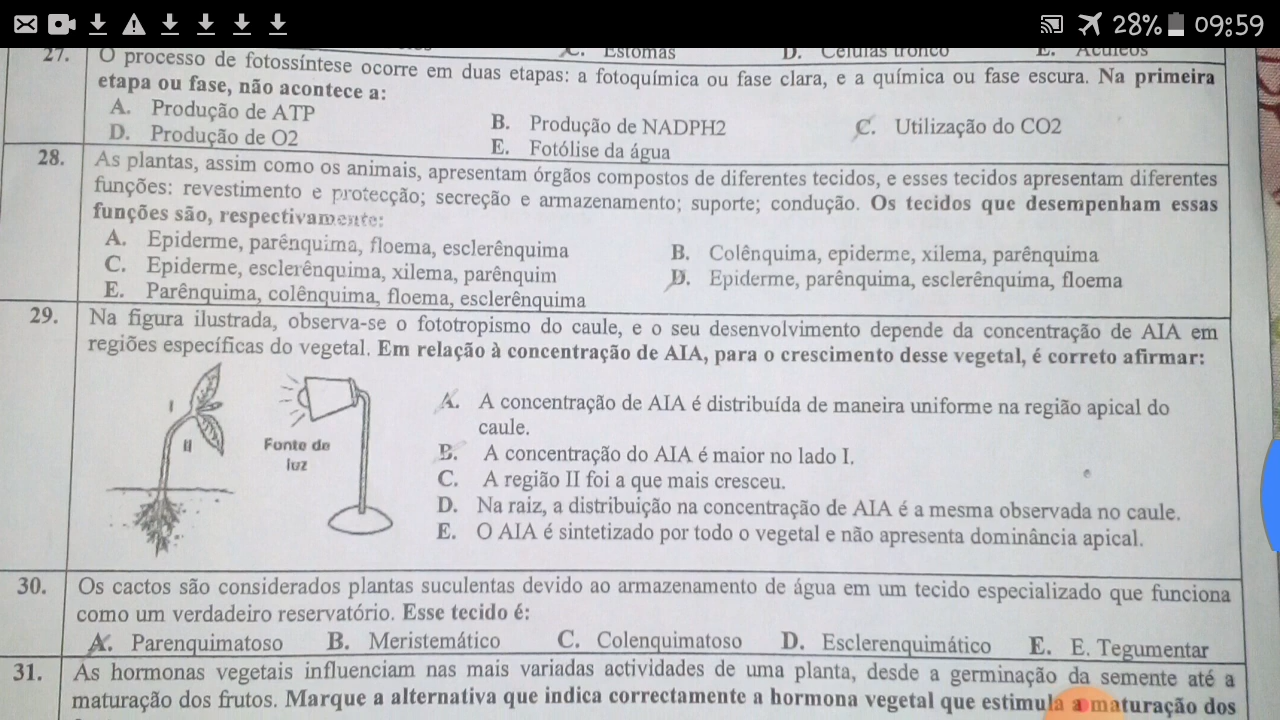 28% 09:59
27. C. Estomas D. Células tronco E. Acúleos
O processo de fotossíntese ocorre em duas etapas: a fotoquímica ou fase clara, e a química ou fase escura. Na primeira
etapa ou fase, não acontece a:
A. Produção de ATP B. Produção de NADPH2 C. Utilização do CO2
D. Produção de O2 E. Fotólise da água
28. As plantas, assim como os animais, apresentam órgãos compostos de diferentes tecidos, e esses tecidos apresentam diferentes
funções: revestimento e protecção; secreção e armazenamento; suporte; condução. Os tecidos que desempenham essas
funções são, respectivamente:
A. Epiderme, parênquima, floema, esclerênquima B. Colênquima, epiderme, xilema, parênquima
C. Epiderme, esclerênquima, xilema, parênquim D. Epiderme, parênquima, esclerênquima, floema
E. Parênquima, colênquima, floema, esclerênquima
29. Na figura ilustrada, observa-se o fototropismo do caule, e o seu desenvolvimento depende da concentração de AIA em
regiões específicas do vegetal. Em relação à concentração de AIA, para o crescimento desse vegetal, é correto afirmar:
I
II
Fonte de
luz
A. A concentração de AIA é distribuída de maneira uniforme na região apical do
caule.
B. A concentração do AIA é maior no lado I.
C. A região II foi a que mais cresceu.
D. Na raiz, a distribuição na concentração de AIA é a mesma observada no caule.
E. O AIA é sintetizado por todo o vegetal e não apresenta dominância apical.
30. Os cactos são considerados plantas suculentas devido ao armazenamento de água em um tecido especializado que funciona
como um verdadeiro reservatório. Esse tecido é:
A. Parenquimatoso B. Meristemático C. Colenquimatoso D. Esclerenquimático E. E. Tegumentar
31. As hormonas vegetais influenciam nas mais variadas actividades de uma planta, desde a germinação da semente até a
maturação dos frutos. Marque a alternativa que indica correctamente a hormona vegetal que estimula a maturação dos